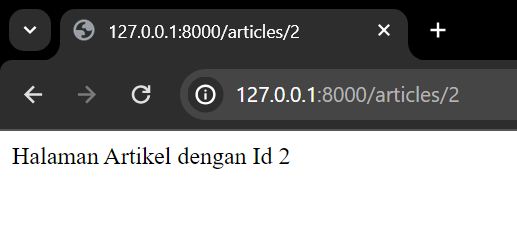 127.0.0.1:8000/articles/2
127.0.0.1:8000/articles/2
Halaman Artikel dengan Id 2